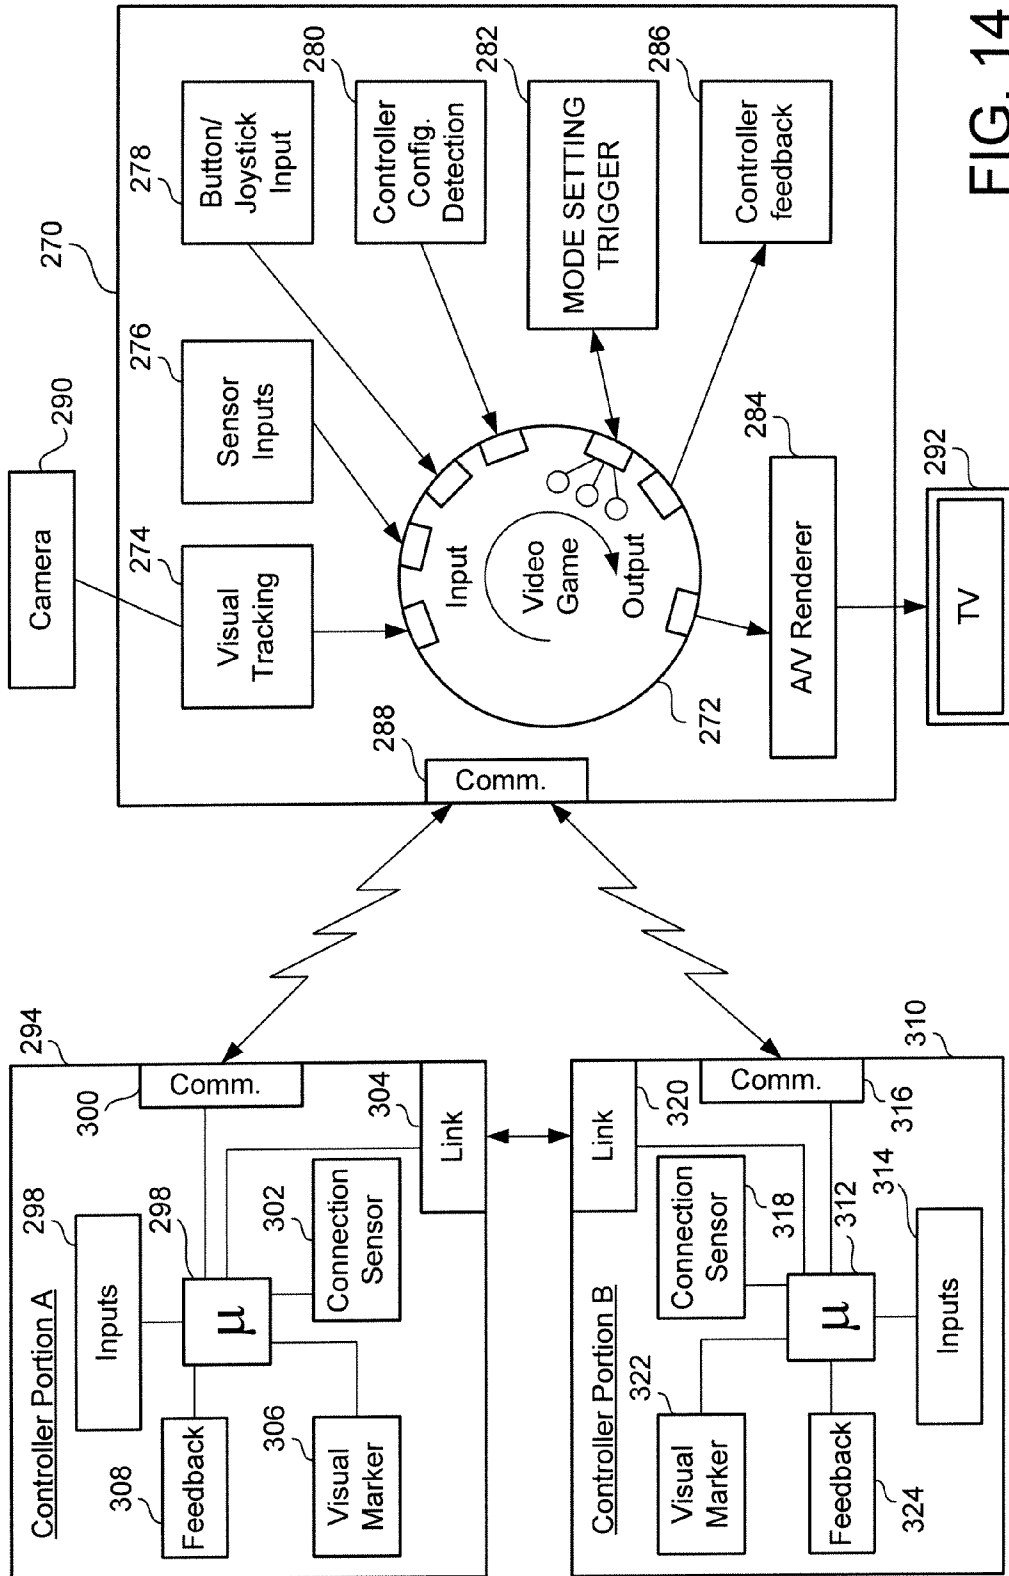 Controller Portion A
294
300
Comm.
298
Inputs
298
μ
304
Link
302
Connection
Sensor
308
Feedback
306
Visual
Marker
Controller Portion B
310
320
Link
Comm.
316
318
Connection
Sensor
312
μ
314
Inputs
322
Visual
Marker
Feedback
324
290
Camera
270
274
Visual
Tracking
276
Sensor
Inputs
278
Button/
Joystick
Input
280
Controller
Config.
Detection
282
MODE SETTING
TRIGGER
286
Controller
feedback
288
Comm.
Input
Video
Game
Output
272
284
A/V Renderer
292
TV
FIG. 14